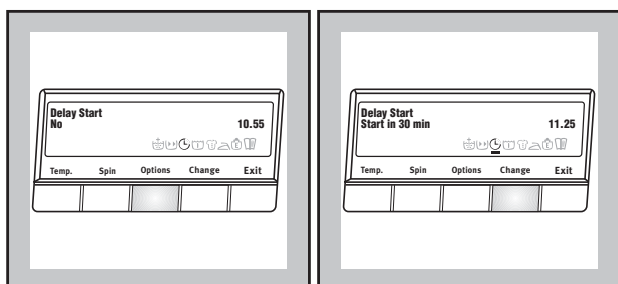 Delay Start
No 10.55
Temp. Spin Options Change Exit
Delay Start
Start in 30 min 11.25
Temp. Spin Options Change Exit